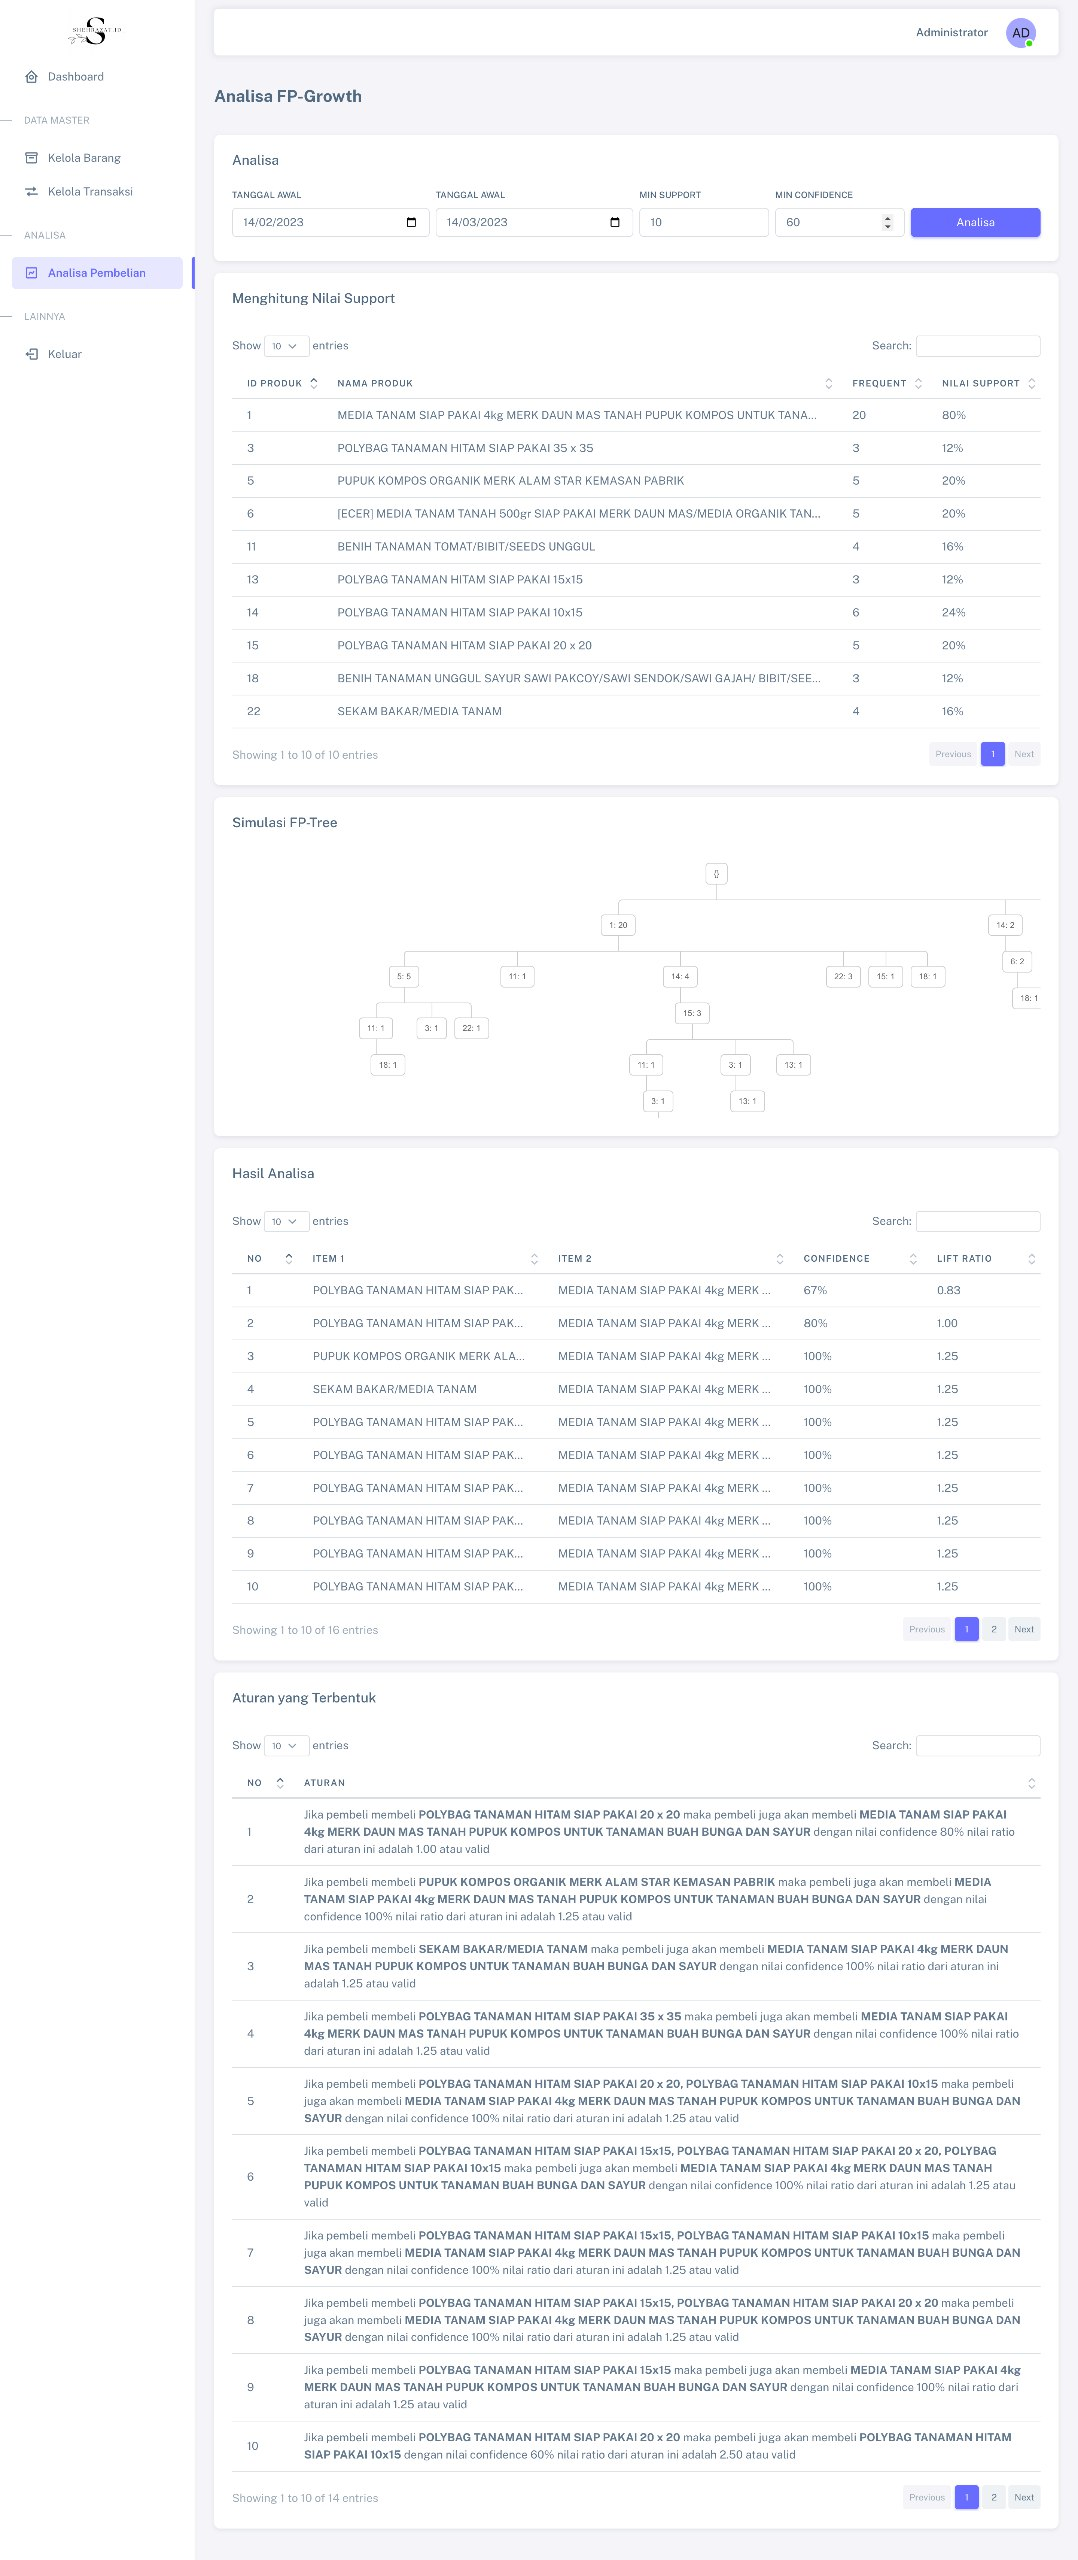 SHEHRAZAT.ID
S
Dashboard
DATA MASTER
Kelola Barang
Kelola Transaksi
ANALISA
Analisa Pembelian
LAINNYA
Keluar
Administrator AD
Analisa FP-Growth
Analisa
TANGGAL AWAL TANGGAL AWAL MIN SUPPORT MIN CONFIDENCE
14/02/2023 14/03/2023 10 60 Analisa
Menghitung Nilai Support
Show 10 entries Search:
ID PRODUK NAMA PRODUK FREQUENT NILAI SUPPORT
1 MEDIA TANAM SIAP PAKAI 4kg MERK DAUN MAS TANAH PUPUK KOMPOS UNTUK TANA... 20 80%
3 POLYBAG TANAMAN HITAM SIAP PAKAI 35 x 35 3 12%
5 PUPUK KOMPOS ORGANIK MERK ALAM STAR KEMASAN PABRIK 5 20%
6 [ECER] MEDIA TANAM TANAH 500gr SIAP PAKAI MERK DAUN MAS/MEDIA ORGANIK TAN... 5 20%
11 BENIH TANAMAN TOMAT/BIBIT/SEEDS UNGGUL 4 16%
13 POLYBAG TANAMAN HITAM SIAP PAKAI 15x15 3 12%
14 POLYBAG TANAMAN HITAM SIAP PAKAI 10x15 6 24%
15 POLYBAG TANAMAN HITAM SIAP PAKAI 20 x 20 5 20%
18 BENIH TANAMAN UNGGUL SAYUR SAWI PAKCOY/SAWI SENDOK/SAWI GAJAH/ BIBIT/SEE... 3 12%
22 SEKAM BAKAR/MEDIA TANAM 4 16%
Showing 1 to 10 of 10 entries Previous 1 Next
Simulasi FP-Tree
{}
1: 20 14: 2
6: 2
5: 5 11: 1 14: 4 22: 3 15: 1 18: 1
18: 1
15: 3
11: 1 3: 1 22: 1
18: 1 11: 1 3: 1 13: 1
3: 1 13: 1
Hasil Analisa
Show 10 entries Search:
NO ITEM 1 ITEM 2 CONFIDENCE LIFT RATIO
1 POLYBAG TANAMAN HITAM SIAP PAK... MEDIA TANAM SIAP PAKAI 4kg MERK ... 67% 0.83
2 POLYBAG TANAMAN HITAM SIAP PAK... MEDIA TANAM SIAP PAKAI 4kg MERK ... 80% 1.00
3 PUPUK KOMPOS ORGANIK MERK ALA... MEDIA TANAM SIAP PAKAI 4kg MERK ... 100% 1.25
4 SEKAM BAKAR/MEDIA TANAM MEDIA TANAM SIAP PAKAI 4kg MERK ... 100% 1.25
5 POLYBAG TANAMAN HITAM SIAP PAK... MEDIA TANAM SIAP PAKAI 4kg MERK ... 100% 1.25
6 POLYBAG TANAMAN HITAM SIAP PAK... MEDIA TANAM SIAP PAKAI 4kg MERK ... 100% 1.25
7 POLYBAG TANAMAN HITAM SIAP PAK... MEDIA TANAM SIAP PAKAI 4kg MERK ... 100% 1.25
8 POLYBAG TANAMAN HITAM SIAP PAK... MEDIA TANAM SIAP PAKAI 4kg MERK ... 100% 1.25
9 POLYBAG TANAMAN HITAM SIAP PAK... MEDIA TANAM SIAP PAKAI 4kg MERK ... 100% 1.25
10 POLYBAG TANAMAN HITAM SIAP PAK... MEDIA TANAM SIAP PAKAI 4kg MERK ... 100% 1.25
Showing 1 to 10 of 16 entries Previous 1 2 Next
Aturan yang Terbentuk
Show 10 entries Search:
NO ATURAN
Jika pembeli membeli POLYBAG TANAMAN HITAM SIAP PAKAI 20 x 20 maka pembeli juga akan membeli MEDIA TANAM SIAP PAKAI
1 4kg MERK DAUN MAS TANAH PUPUK KOMPOS UNTUK TANAMAN BUAH BUNGA DAN SAYUR dengan nilai confidence 80% nilai ratio
dari aturan ini adalah 1.00 atau valid
Jika pembeli membeli PUPUK KOMPOS ORGANIK MERK ALAM STAR KEMASAN PABRIK maka pembeli juga akan membeli MEDIA
2 TANAM SIAP PAKAI 4kg MERK DAUN MAS TANAH PUPUK KOMPOS UNTUK TANAMAN BUAH BUNGA DAN SAYUR dengan nilai
confidence 100% nilai ratio dari aturan ini adalah 1.25 atau valid
Jika pembeli membeli SEKAM BAKAR/MEDIA TANAM maka pembeli juga akan membeli MEDIA TANAM SIAP PAKAI 4kg MERK DAUN
3 MAS TANAH PUPUK KOMPOS UNTUK TANAMAN BUAH BUNGA DAN SAYUR dengan nilai confidence 100% nilai ratio dari aturan ini
adalah 1.25 atau valid
Jika pembeli membeli POLYBAG TANAMAN HITAM SIAP PAKAI 35 x 35 maka pembeli juga akan membeli MEDIA TANAM SIAP PAKAI
4 4kg MERK DAUN MAS TANAH PUPUK KOMPOS UNTUK TANAMAN BUAH BUNGA DAN SAYUR dengan nilai confidence 100% nilai ratio
dari aturan ini adalah 1.25 atau valid
Jika pembeli membeli POLYBAG TANAMAN HITAM SIAP PAKAI 20 x 20, POLYBAG TANAMAN HITAM SIAP PAKAI 10x15 maka pembeli
5 juga akan membeli MEDIA TANAM SIAP PAKAI 4kg MERK DAUN MAS TANAH PUPUK KOMPOS UNTUK TANAMAN BUAH BUNGA DAN
SAYUR dengan nilai confidence 100% nilai ratio dari aturan ini adalah 1.25 atau valid
Jika pembeli membeli POLYBAG TANAMAN HITAM SIAP PAKAI 15x15, POLYBAG TANAMAN HITAM SIAP PAKAI 20 x 20, POLYBAG
6 TANAMAN HITAM SIAP PAKAI 10x15 maka pembeli juga akan membeli MEDIA TANAM SIAP PAKAI 4kg MERK DAUN MAS TANAH
PUPUK KOMPOS UNTUK TANAMAN BUAH BUNGA DAN SAYUR dengan nilai confidence 100% nilai ratio dari aturan ini adalah 1.25 atau
valid
Jika pembeli membeli POLYBAG TANAMAN HITAM SIAP PAKAI 15x15, POLYBAG TANAMAN HITAM SIAP PAKAI 10x15 maka pembeli
7 juga akan membeli MEDIA TANAM SIAP PAKAI 4kg MERK DAUN MAS TANAH PUPUK KOMPOS UNTUK TANAMAN BUAH BUNGA DAN
SAYUR dengan nilai confidence 100% nilai ratio dari aturan ini adalah 1.25 atau valid
Jika pembeli membeli POLYBAG TANAMAN HITAM SIAP PAKAI 15x15, POLYBAG TANAMAN HITAM SIAP PAKAI 20 x 20 maka pembeli
8 juga akan membeli MEDIA TANAM SIAP PAKAI 4kg MERK DAUN MAS TANAH PUPUK KOMPOS UNTUK TANAMAN BUAH BUNGA DAN
SAYUR dengan nilai confidence 100% nilai ratio dari aturan ini adalah 1.25 atau valid
Jika pembeli membeli POLYBAG TANAMAN HITAM SIAP PAKAI 15x15 maka pembeli juga akan membeli MEDIA TANAM SIAP PAKAI 4kg
9 MERK DAUN MAS TANAH PUPUK KOMPOS UNTUK TANAMAN BUAH BUNGA DAN SAYUR dengan nilai confidence 100% nilai ratio dari
aturan ini adalah 1.25 atau valid
Jika pembeli membeli POLYBAG TANAMAN HITAM SIAP PAKAI 20 x 20 maka pembeli juga akan membeli POLYBAG TANAMAN HITAM
10 SIAP PAKAI 10x15 dengan nilai confidence 60% nilai ratio dari aturan ini adalah 2.50 atau valid
Showing 1 to 10 of 14 entries Previous 1 2 Next